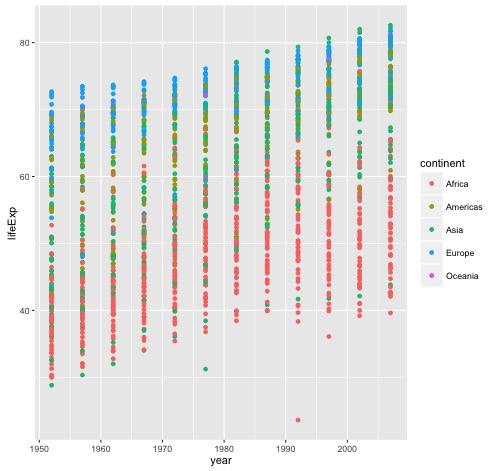 80
60
40
lifeExp
1950
1960
1970
1980
1990
2000
year
continent
Africa
Americas
Asia
Europe
Oceania